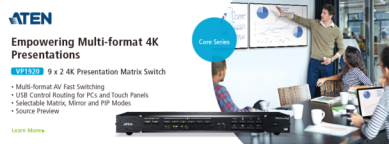 ATEN
Empowering Multi-format 4K
Presentations
VP1920 9 x 2 4K Presentation Matrix Switch
• Multi-format AV Fast Switching
• USB Control Routing for PCs and Touch Panels
• Selectable Matrix, Mirror and PIP Modes
• Source Preview
Learn More
Core Series
ATEN